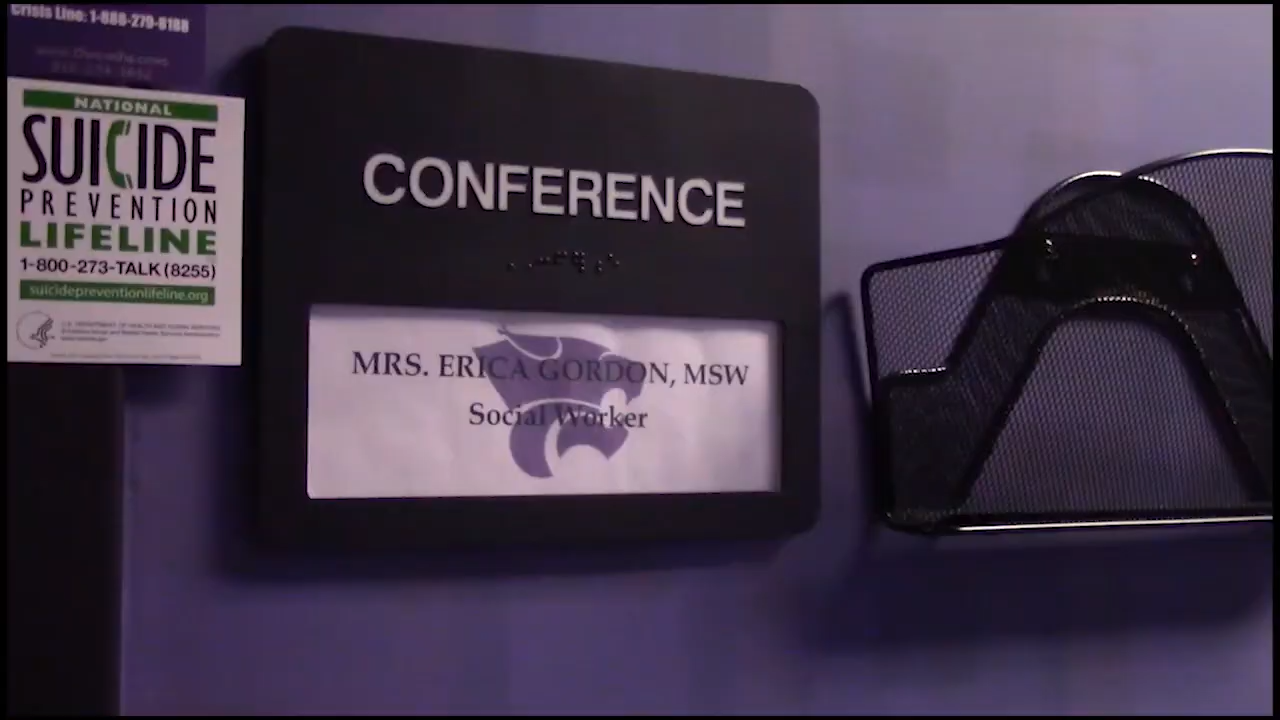 Crisis Line: 1-888-279-8188
NATIONAL
SUICIDE
PREVENTION
LIFELINE
1-800-273-TALK (8255)
suicidepreventionlifeline.org
CONFERENCE
MRS. ERICA GORDON, MSW
Social Worker